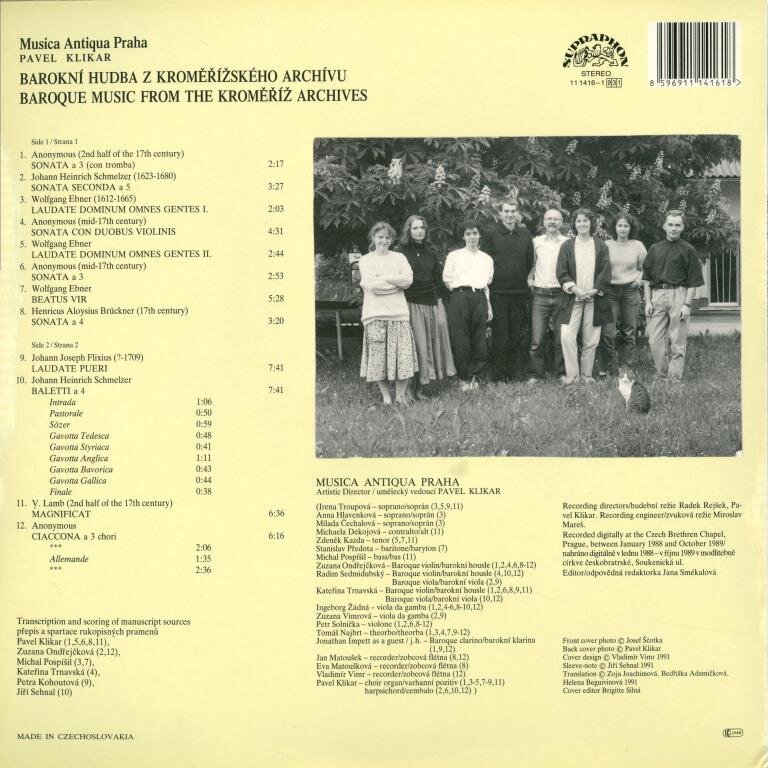 Musica Antiqua Praha
PAVEL KLIKAR
BAROKNÍ HUDBA Z KROMĚŘÍŽSKÉHO ARCHÍVU
BAROQUE MUSIC FROM THE KROMĚŘÍŽ ARCHIVES
SUPRAPHON
STEREO
11 1416-1 931
8 596911 141618 >
Side 1 / Strana 1
1. Anonymous (2nd half of the 17th century)
SONATA a 3 (con tromba) 2:17
2. Johann Heinrich Schmelzer (1623-1680)
SONATA SECONDA a 5 3:27
3. Wolfgang Ebner (1612-1665)
LAUDATE DOMINUM OMNES GENTES I. 2:03
4. Anonymous (mid-17th century)
SONATA CON DUOBUS VIOLINIS 4:31
5. Wolfgang Ebner
LAUDATE DOMINUM OMNES GENTES II. 2:44
6. Anonymous (mid-17th century)
SONATA a 3 2:53
7. Wolfgang Ebner
BEATUS VIR 5:28
8. Henricus Aloysius Brückner (17th century)
SONATA a 4 3:20
Side 2 / Strana 2
9. Johann Joseph Flixius (?-1709)
LAUDATE PUERI 7:41
10. Johann Heinrich Schmelzer
BALETTI a 4 7:41
Intrada 1:06
Pastorale 0:50
Sözer 0:59
Gavotta Tedesca 0:48
Gavotta Styriaca 0:41
Gavotta Anglica 1:11
Gavotta Bavorica 0:43
Gavotta Gallica 0:44
Finale 0:38
11. V. Lamb (2nd half of the 17th century)
MAGNIFICAT 6:36
12. Anonymous
CIACCONA a 3 chori 6:16
*** 2:06
Allemande 1:35
*** 2:36
Transcription and scoring of manuscript sources
přepis a spartace rukopisných pramenů
Pavel Klikar (1,5,6,8,11),
Zuzana Ondřejková (2,12),
Michal Pospíšil (3,7),
Kateřina Trnavská (4),
Petra Kohoutová (9),
Jiří Sehnal (10)
MADE IN CZECHOSLOVAKIA
MUSICA ANTIQUA PRAHA
Artistic Director / umělecký vedoucí PAVEL KLIKAR
(Irena Troupová – soprano/soprán (3,5,9,11)
Anna Hlavenková – soprano/soprán (3)
Milada Čechalová – soprano/soprán (3)
Michaela Dekojová – contralto/alt (11)
Zdeněk Kazda – tenor (5,7,11)
Stanislav Předota – baritone/baryton (7)
Michal Pospíšil – bass/bas (11)
Zuzana Ondřejková – Baroque violin/barokní housle (1,2,4,6,8-12)
Radim Sedmidubský – Baroque violin/barokní housle (4,10,12)
Baroque viola/barokní viola (2,9)
Kateřina Trnavská – Baroque violin/barokní housle (1,2,6,8,9,11)
Baroque viola/barokní viola (10,12)
Ingeborg Žádná – viola da gamba (1,2,4-6,8-10,12)
Zuzana Vimrová – viola da gamba (2,9)
Petr Solnička – violone (1,2,6,8-12)
Tomáš Najbrt – theorbo/theorba (1,3,4,7,9-12)
Jonathan Impett as a guest / j.h. – Baroque clarino/barokní klarina
(1,9,12)
Jan Matoušek – recorder/zobcová flétna (8,12)
Eva Matoušková – recorder/zobcová flétna (8)
Vladimír Vimr – recorder/zobcová flétna (12)
Pavel Klikar – choir organ/varhanní pozitiv (1,3-5,7-9,11)
harpsichord/cembalo (2,6,10,12 )
Recording directors/hudební režie Radek Rejšek, Pa-
vel Klikar. Recording engineer/zvuková režie Miroslav
Mareš.
Recorded digitally at the Czech Brethren Chapel,
Prague, between January 1988 and October 1989/
nahráno digitálně v lednu 1988 – v říjnu 1989 v modlitebně
církve českobratrské, Soukenická ul.
Editor/odpovědná redaktorka Jana Smékalová
Front cover photo © Josef Ščotka
Back cover photo © Pavel Klikar
Cover design © Vladimír Vimr 1991
Sleeve-note © Jiří Sehnal 1991
Translation © Zoja Joachimová, Bedřiška Adamičková,
Helena Beguivinová 1991
Cover editor Brigitte Silná